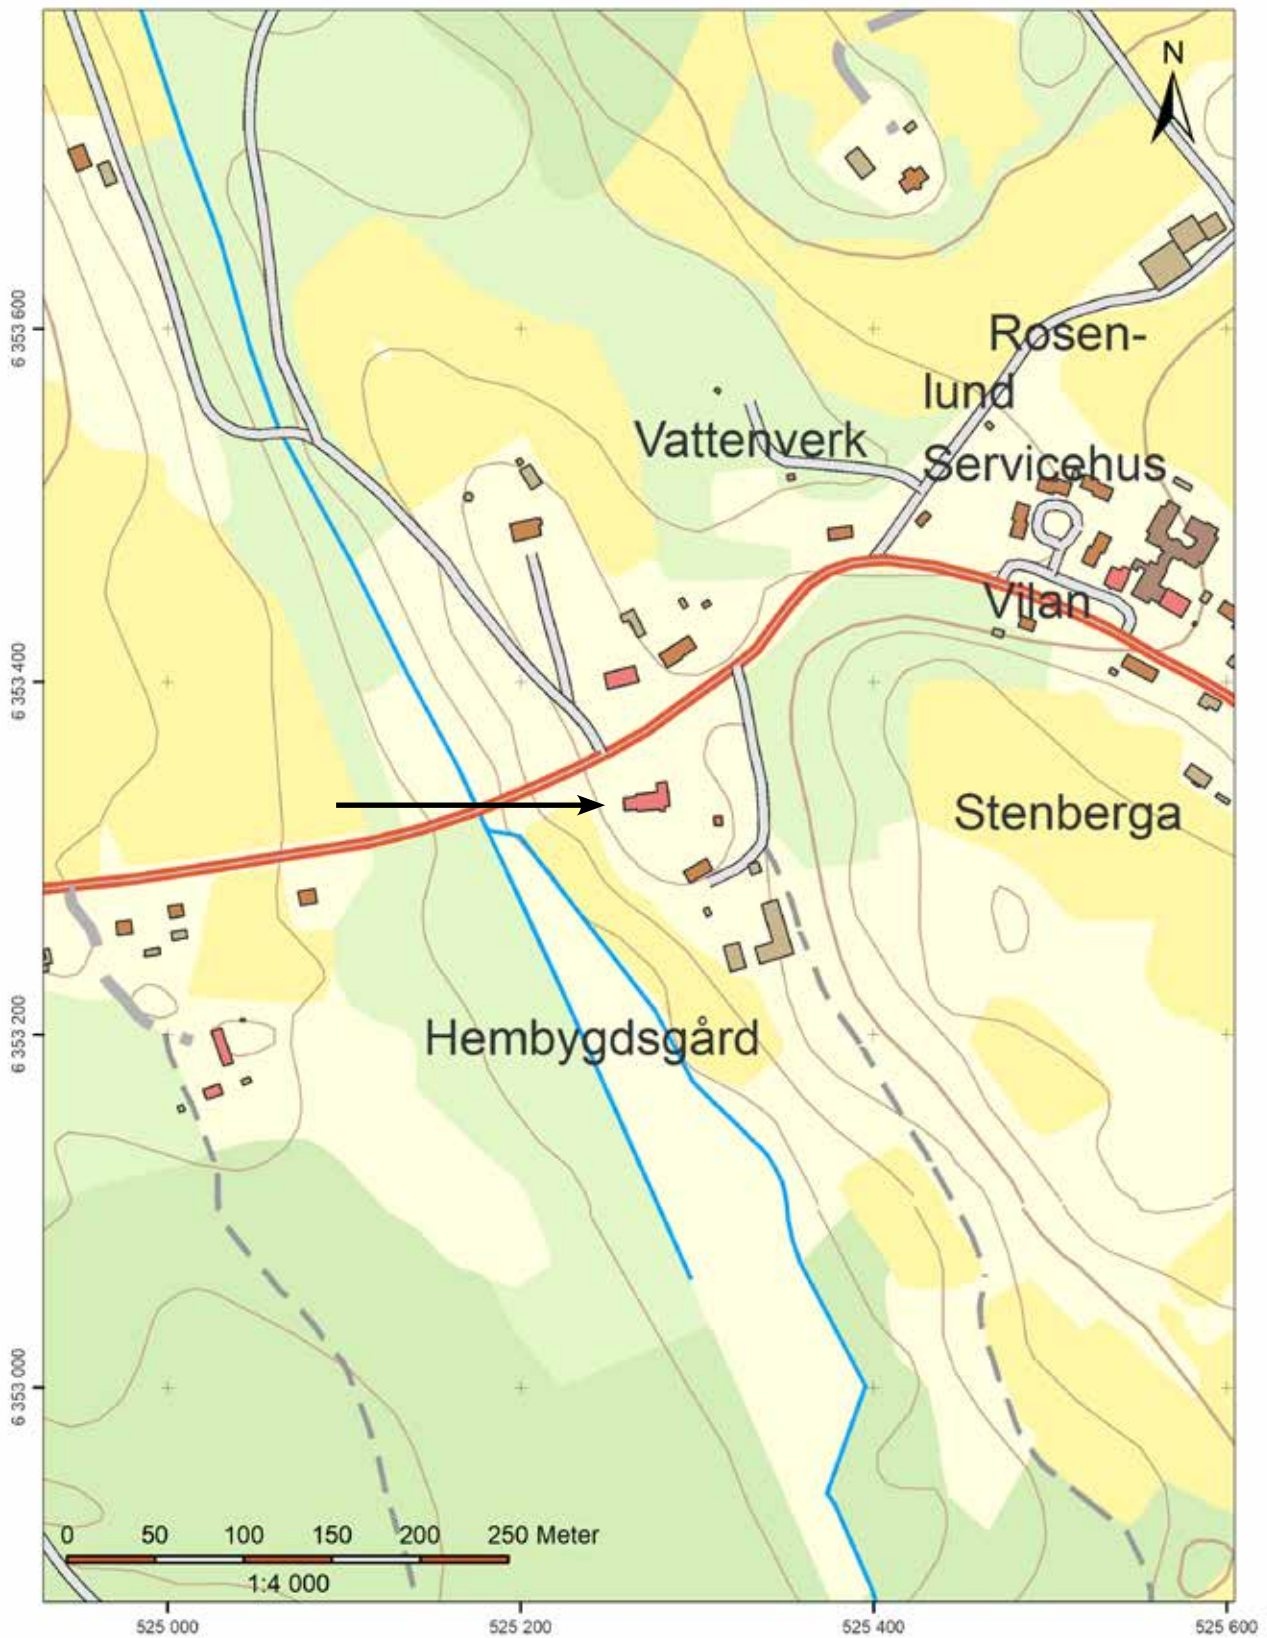 N
6 353 600
Rosen-
lund
Vattenverk
Servicehus
Vilan
6 353 400
Stenberga
6 353 200
Hembygdsgård
6 353 000
0 50 100 150 200 250 Meter
1:4 000
525 000 525 200 525 400 525 600